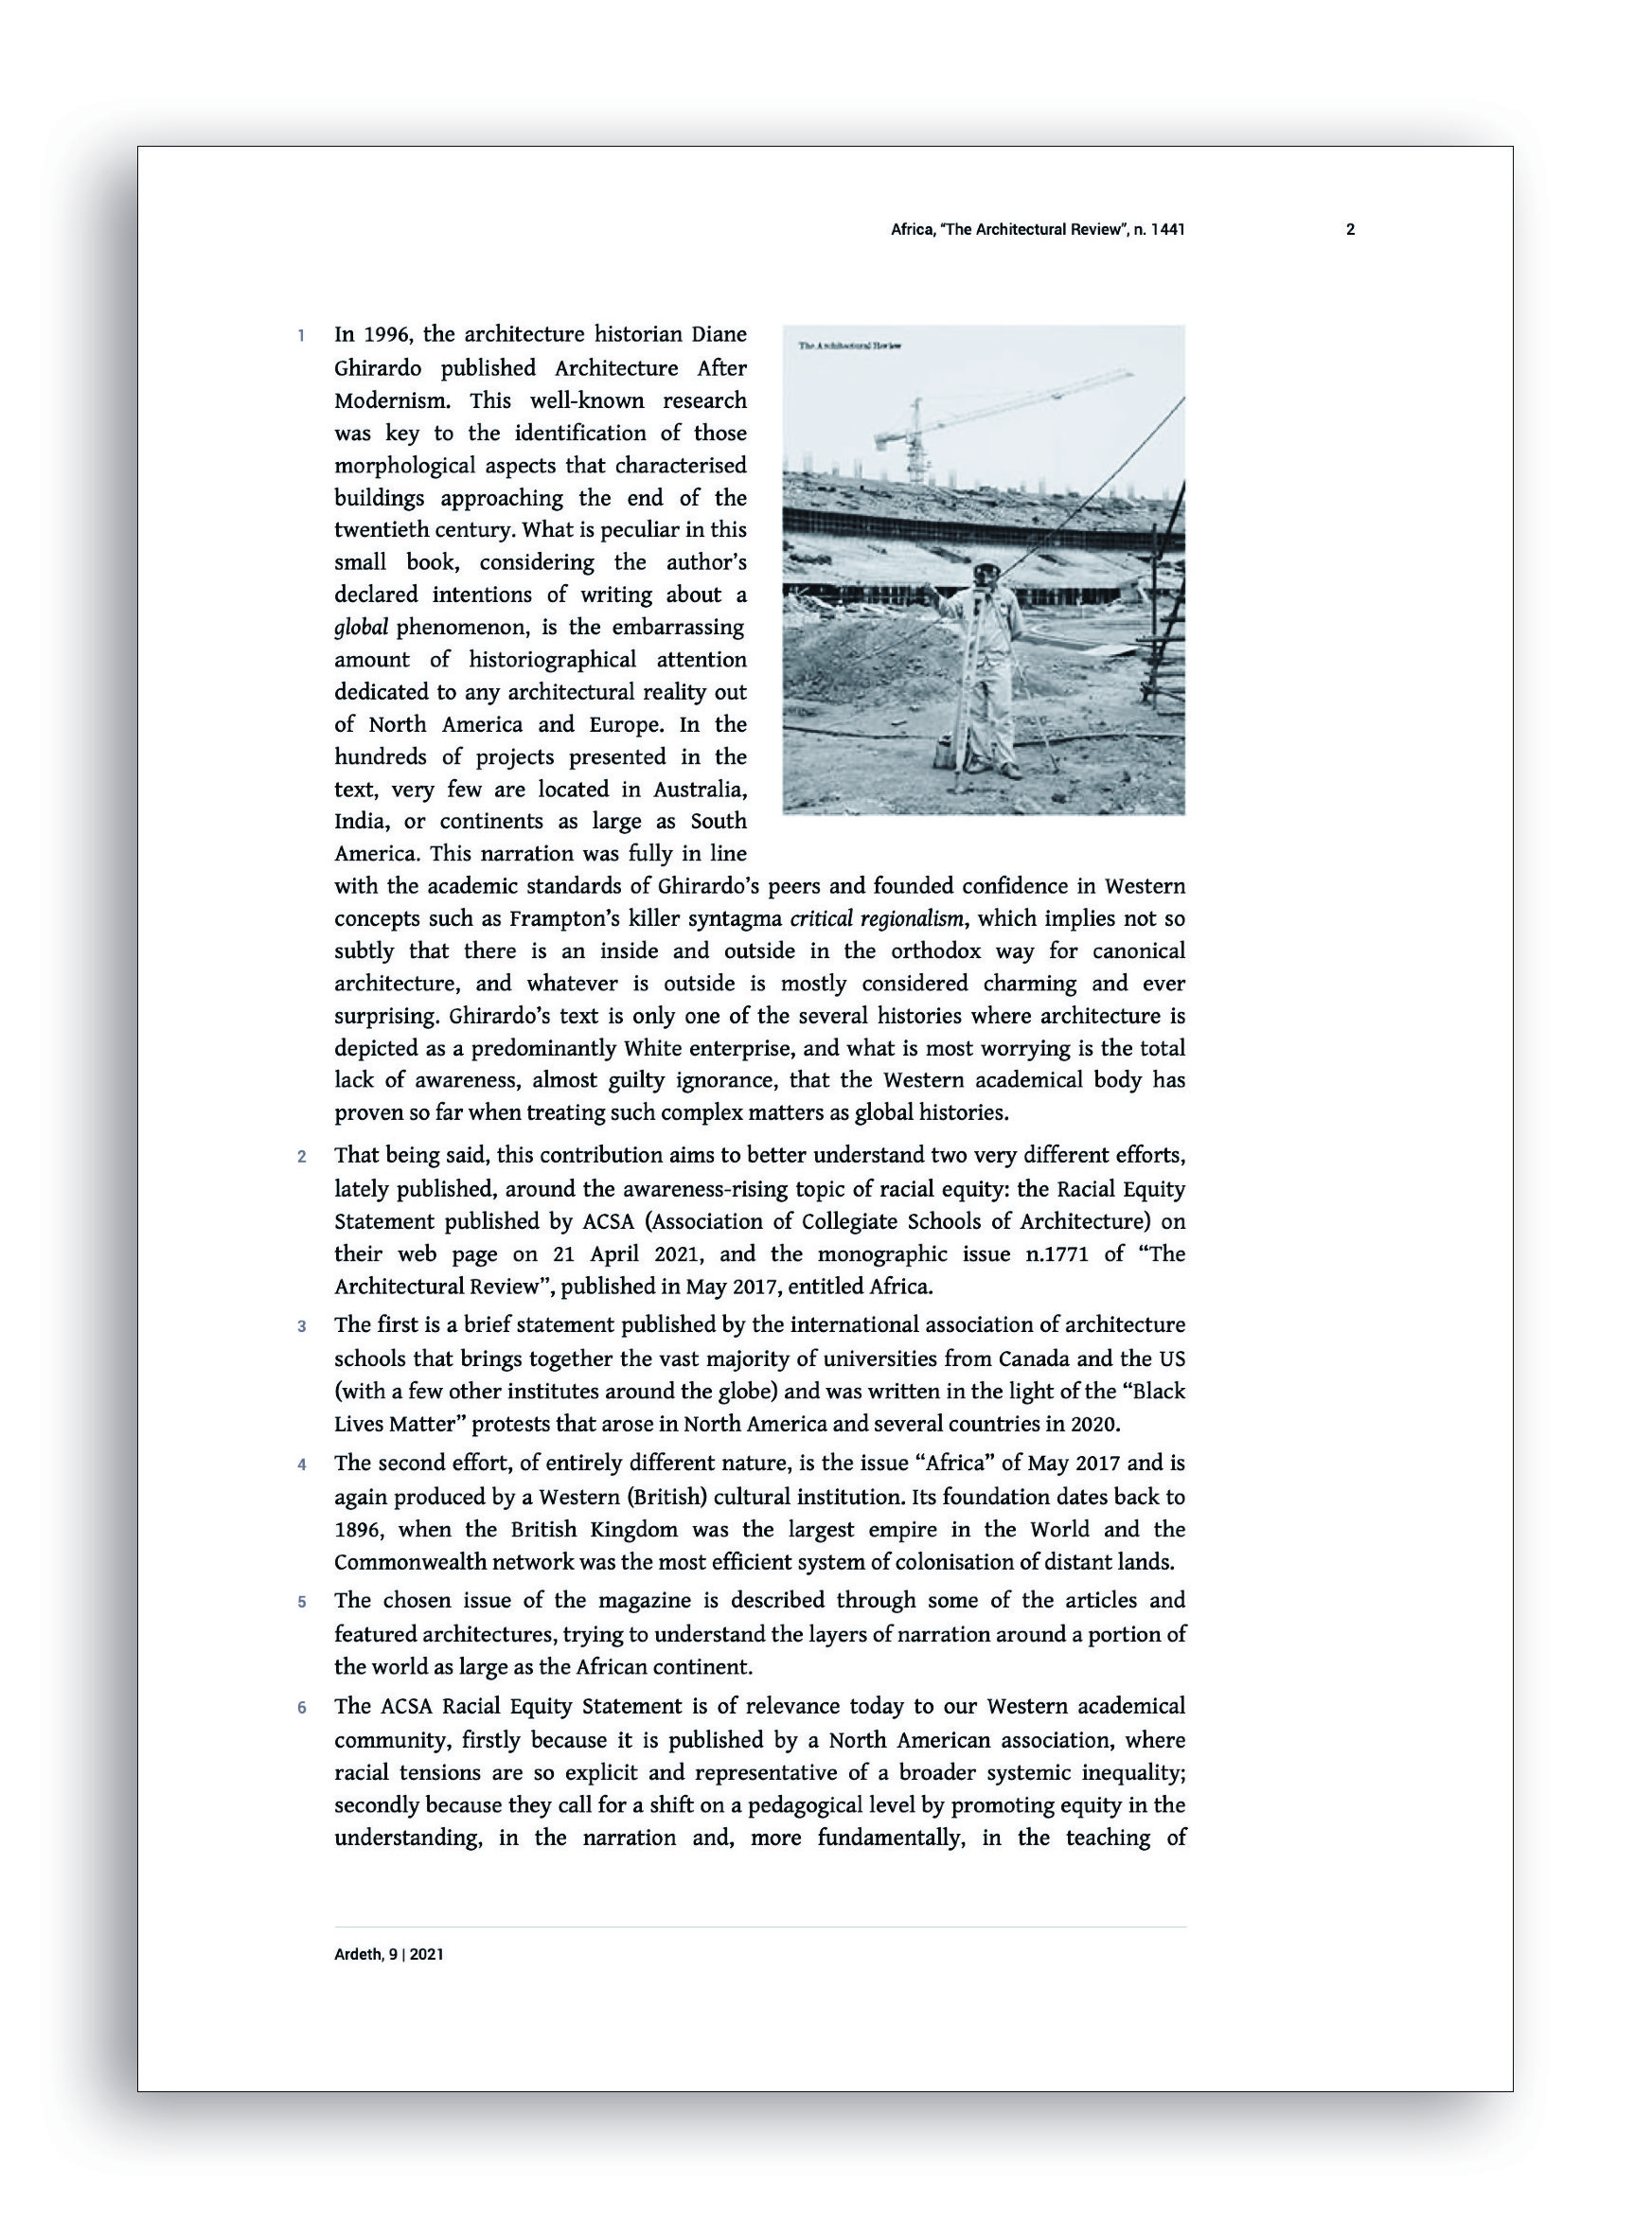 Africa, “The Architectural Review”, n. 1441
2
The Architectural Review
1 In 1996, the architecture historian Diane
Ghirardo published Architecture After
Modernism. This well-known research
was key to the identification of those
morphological aspects that characterised
buildings approaching the end of the
twentieth century. What is peculiar in this
small book, considering the author’s
declared intentions of writing about a
global phenomenon, is the embarrassing
amount of historiographical attention
dedicated to any architectural reality out
of North America and Europe. In the
hundreds of projects presented in the
text, very few are located in Australia,
India, or continents as large as South
America. This narration was fully in line
with the academic standards of Ghirardo’s peers and founded confidence in Western
concepts such as Frampton’s killer syntagma critical regionalism, which implies not so
subtly that there is an inside and outside in the orthodox way for canonical
architecture, and whatever is outside is mostly considered charming and ever
surprising. Ghirardo’s text is only one of the several histories where architecture is
depicted as a predominantly White enterprise, and what is most worrying is the total
lack of awareness, almost guilty ignorance, that the Western academical body has
proven so far when treating such complex matters as global histories.
2 That being said, this contribution aims to better understand two very different efforts,
lately published, around the awareness-rising topic of racial equity: the Racial Equity
Statement published by ACSA (Association of Collegiate Schools of Architecture) on
their web page on 21 April 2021, and the monographic issue n.1771 of “The
Architectural Review”, published in May 2017, entitled Africa.
3 The first is a brief statement published by the international association of architecture
schools that brings together the vast majority of universities from Canada and the US
(with a few other institutes around the globe) and was written in the light of the “Black
Lives Matter” protests that arose in North America and several countries in 2020.
4 The second effort, of entirely different nature, is the issue “Africa” of May 2017 and is
again produced by a Western (British) cultural institution. Its foundation dates back to
1896, when the British Kingdom was the largest empire in the World and the
Commonwealth network was the most efficient system of colonisation of distant lands.
5 The chosen issue of the magazine is described through some of the articles and
featured architectures, trying to understand the layers of narration around a portion of
the world as large as the African continent.
6 The ACSA Racial Equity Statement is of relevance today to our Western academical
community, firstly because it is published by a North American association, where
racial tensions are so explicit and representative of a broader systemic inequality;
secondly because they call for a shift on a pedagogical level by promoting equity in the
understanding, in the narration and, more fundamentally, in the teaching of
Ardeth, 9 | 2021